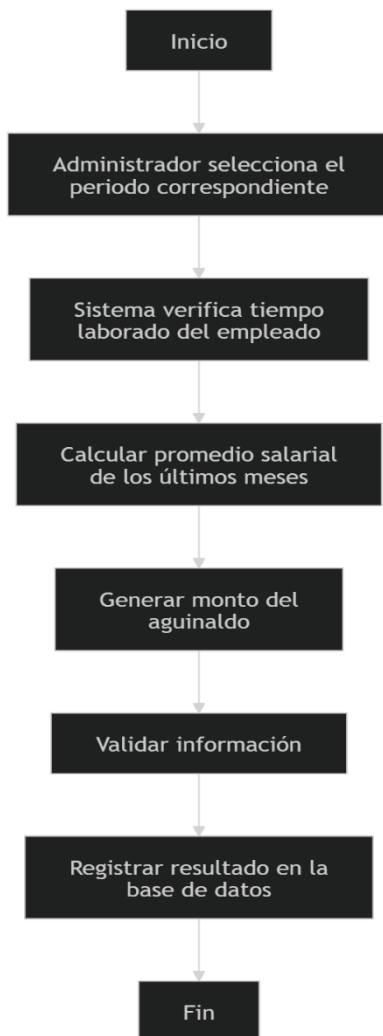 Inicio
Administrador selecciona el
periodo correspondiente
Sistema verifica tiempo
laborado del empleado
Calcular promedio salarial
de los últimos meses
Generar monto del
aguinaldo
Validar información
Registrar resultado en la
base de datos
Fin